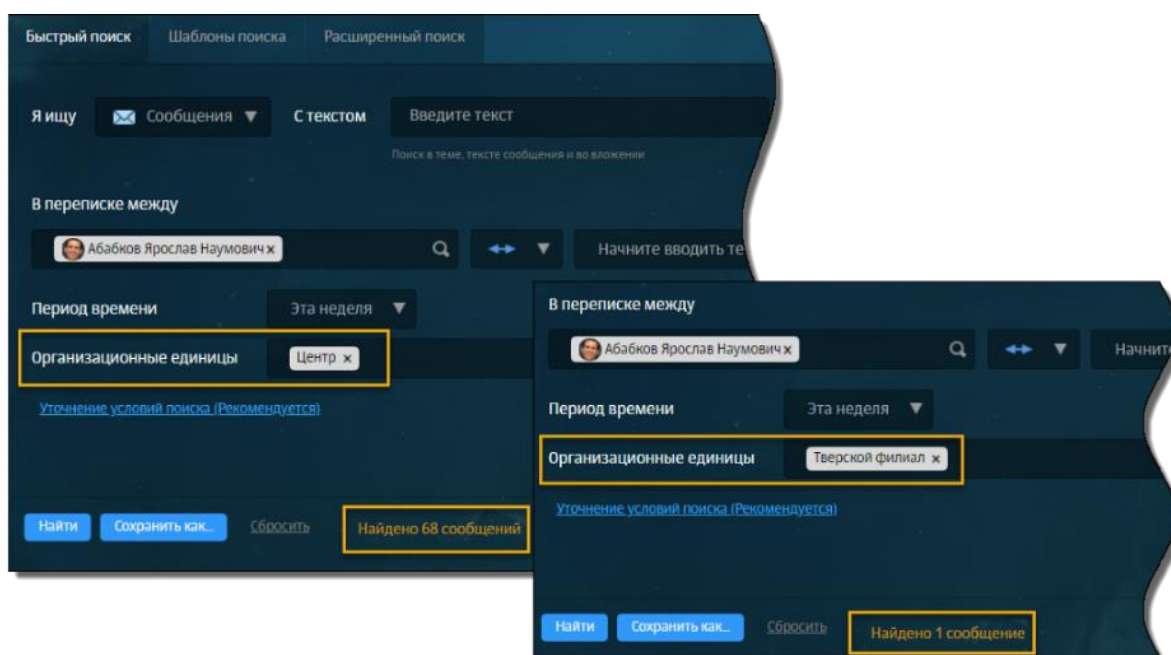 Быстрый поиск Шаблоны поиска Расширенный поиск
Я ищу Сообщения С текстом Введите текст
Поиск в теме, тексте сообщения и во вложении
В переписке между
Абабков Ярослав Наумович × Начните вводить те
Период времени Эта неделя
Организационные единицы Центр ×
Уточнение условий поиска (Рекомендуется)
Найти Сохранить как... Сбросить Найдено 68 сообщений
В переписке между
Абабков Ярослав Наумович × Начните
Период времени Эта неделя
Организационные единицы Тверской филиал ×
Уточнение условий поиска (Рекомендуется)
Найти Сохранить как... Сбросить Найдено 1 сообщение